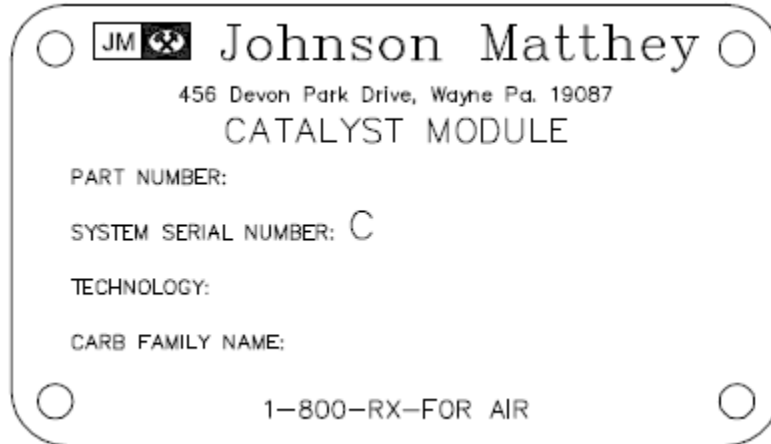 JM Johnson Matthey
456 Devon Park Drive, Wayne Pa. 19087
CATALYST MODULE
PART NUMBER:
SYSTEM SERIAL NUMBER: C
TECHNOLOGY:
CARB FAMILY NAME:
1-800-RX-FOR AIR